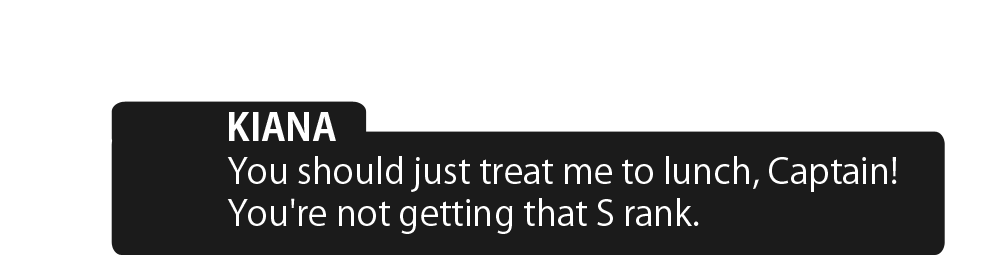 KIANA
You should just treat me to lunch, Captain!
You're not getting that S rank.